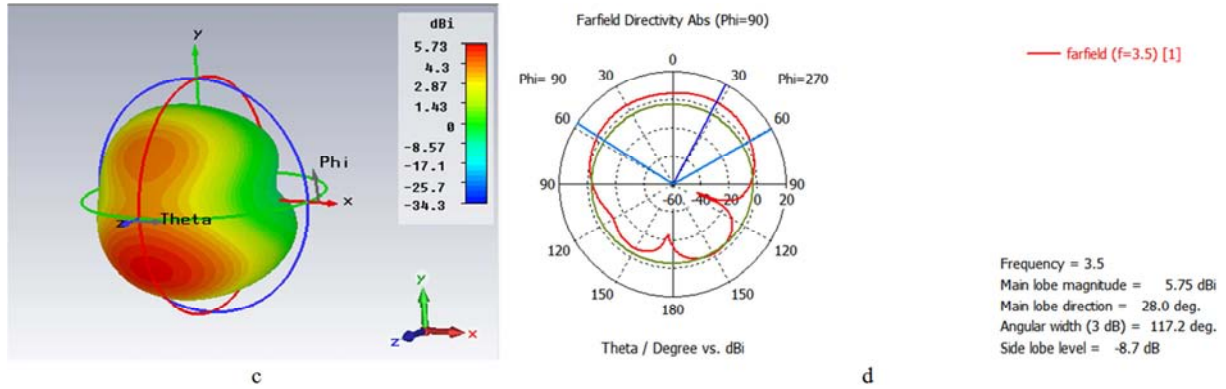 dBi
5.73
4.3
2.87
1.43
0
-8.57
-17.1
-25.7
-34.3
y
Phi
x
z Theta
y
x
z
c
Farfield Directivity Abs (Phi=90)
farfield (f=3.5) [1]
0
Phi= 90 30 30 Phi=270
60 60
90 -60 -40 -20 0 20 90
120 120
150 150
180
Theta / Degree vs. dBi
Frequency = 3.5
Main lobe magnitude = 5.75 dBi
Main lobe direction = 28.0 deg.
Angular width (3 dB) = 117.2 deg.
Side lobe level = -8.7 dB
d